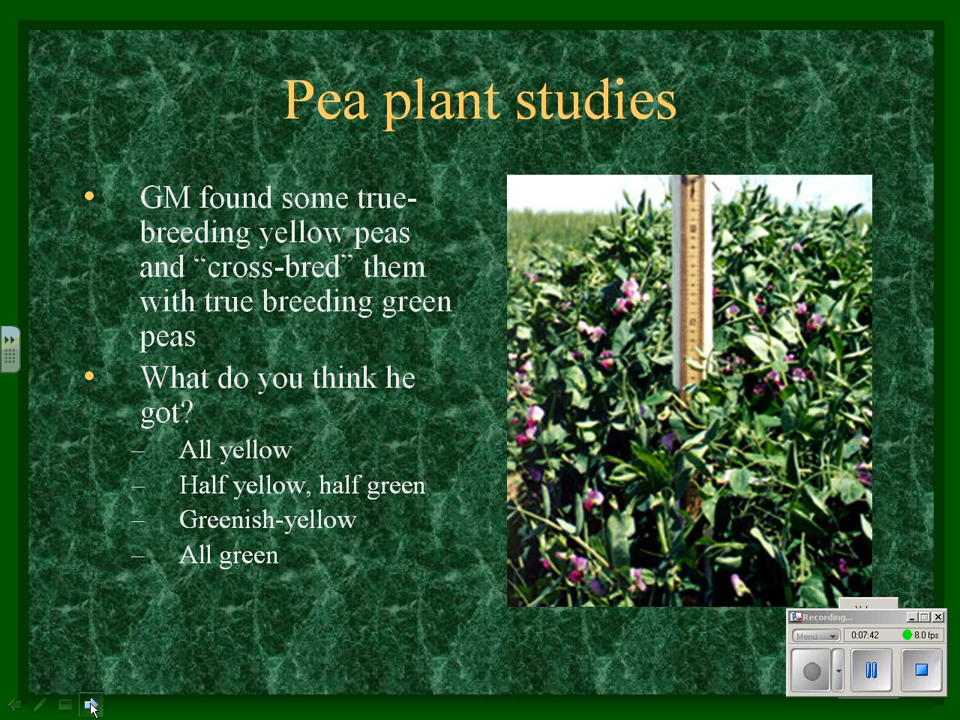 Pea plant studies
• GM found some true-
breeding yellow peas
and “cross-bred” them
with true breeding green
peas
• What do you think he
got?
– All yellow
– Half yellow, half green
– Greenish-yellow
– All green
Recording...
Menu 0:07:42 8.0 fps